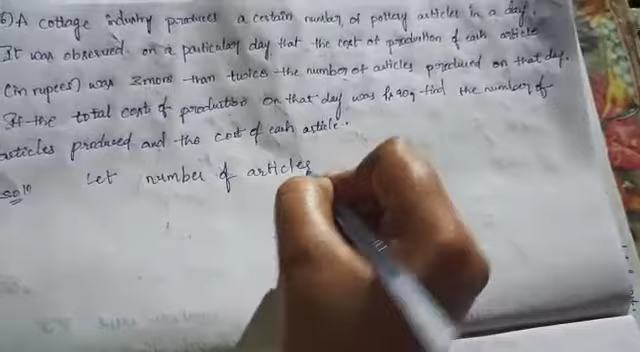 6) A cottage industry produces a certain number of pottery articles in a day.
It was observed on a particular day that the cost of production of each article
(in rupees) was 3 more than twice the number of articles produced on that day.
If the total cost of production on that day was Rs 90, find the number of
articles produced and the cost of each article.
Soln Let number of articles